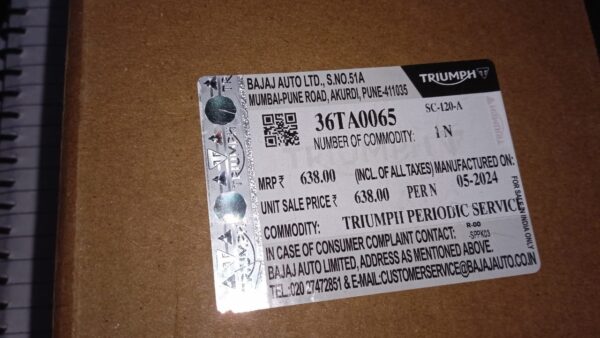 BAJAJ AUTO LTD., S.NO.51A
MUMBAI-PUNE ROAD, AKURDI, PUNE-411035
TRIUMPH
36TA0065
SC-120-A
NUMBER OF COMMODITY: 1 N
MRP ₹ 638.00 (INCL. OF ALL TAXES) MANUFACTURED ON:
UNIT SALE PRICE ₹ 638.00 PER N 05-2024
COMMODITY: TRIUMPH PERIODIC SERVICE
R-00
IN CASE OF CONSUMER COMPLAINT CONTACT:
BAJAJ AUTO LIMITED, ADDRESS AS MENTIONED ABOVE.
TEL.:020 27472851 & E-MAIL:CUSTOMERSERVICE@BAJAJAUTO.CO.IN
FOR SALE IN INDIA ONLY